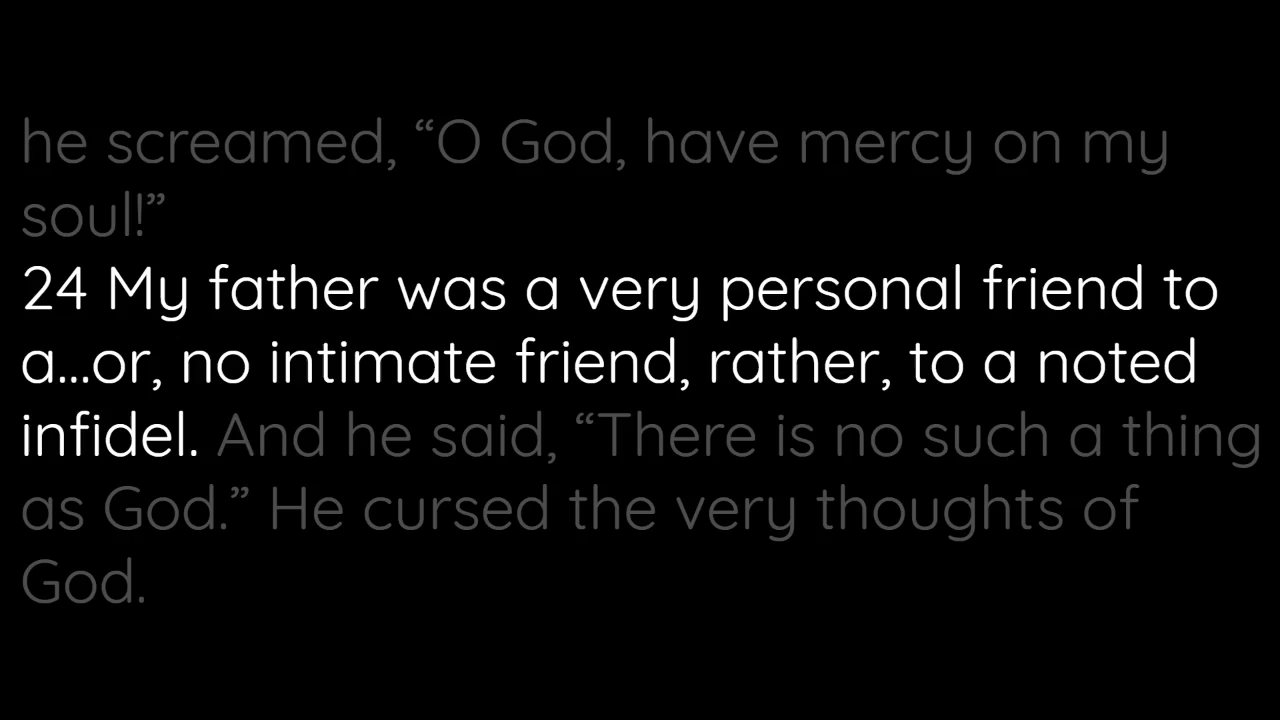 he screamed, “O God, have mercy on my
soul!”
24 My father was a very personal friend to
a...or, no intimate friend, rather, to a noted
infidel. And he said, “There is no such a thing
as God.” He cursed the very thoughts of
God.